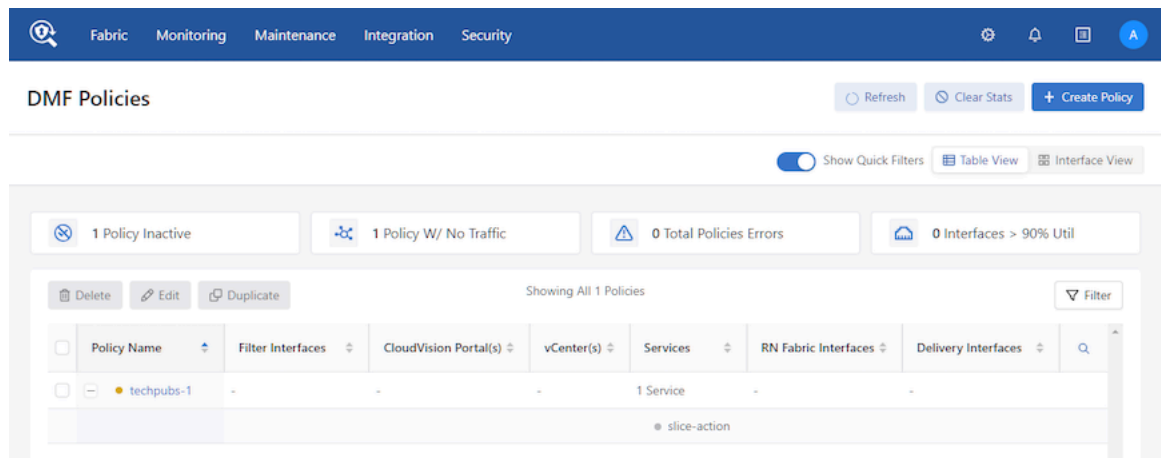 Fabric Monitoring Maintenance Integration Security A
DMF Policies Refresh Clear Stats + Create Policy
Show Quick Filters Table View Interface View
1 Policy Inactive 1 Policy W/ No Traffic 0 Total Policies Errors 0 Interfaces > 90% Util
Delete Edit Duplicate Showing All 1 Policies Filter
Policy Name Filter Interfaces CloudVision Portal(s) vCenter(s) Services RN Fabric Interfaces Delivery Interfaces
techpubs-1 - - - 1 Service - -
slice-action